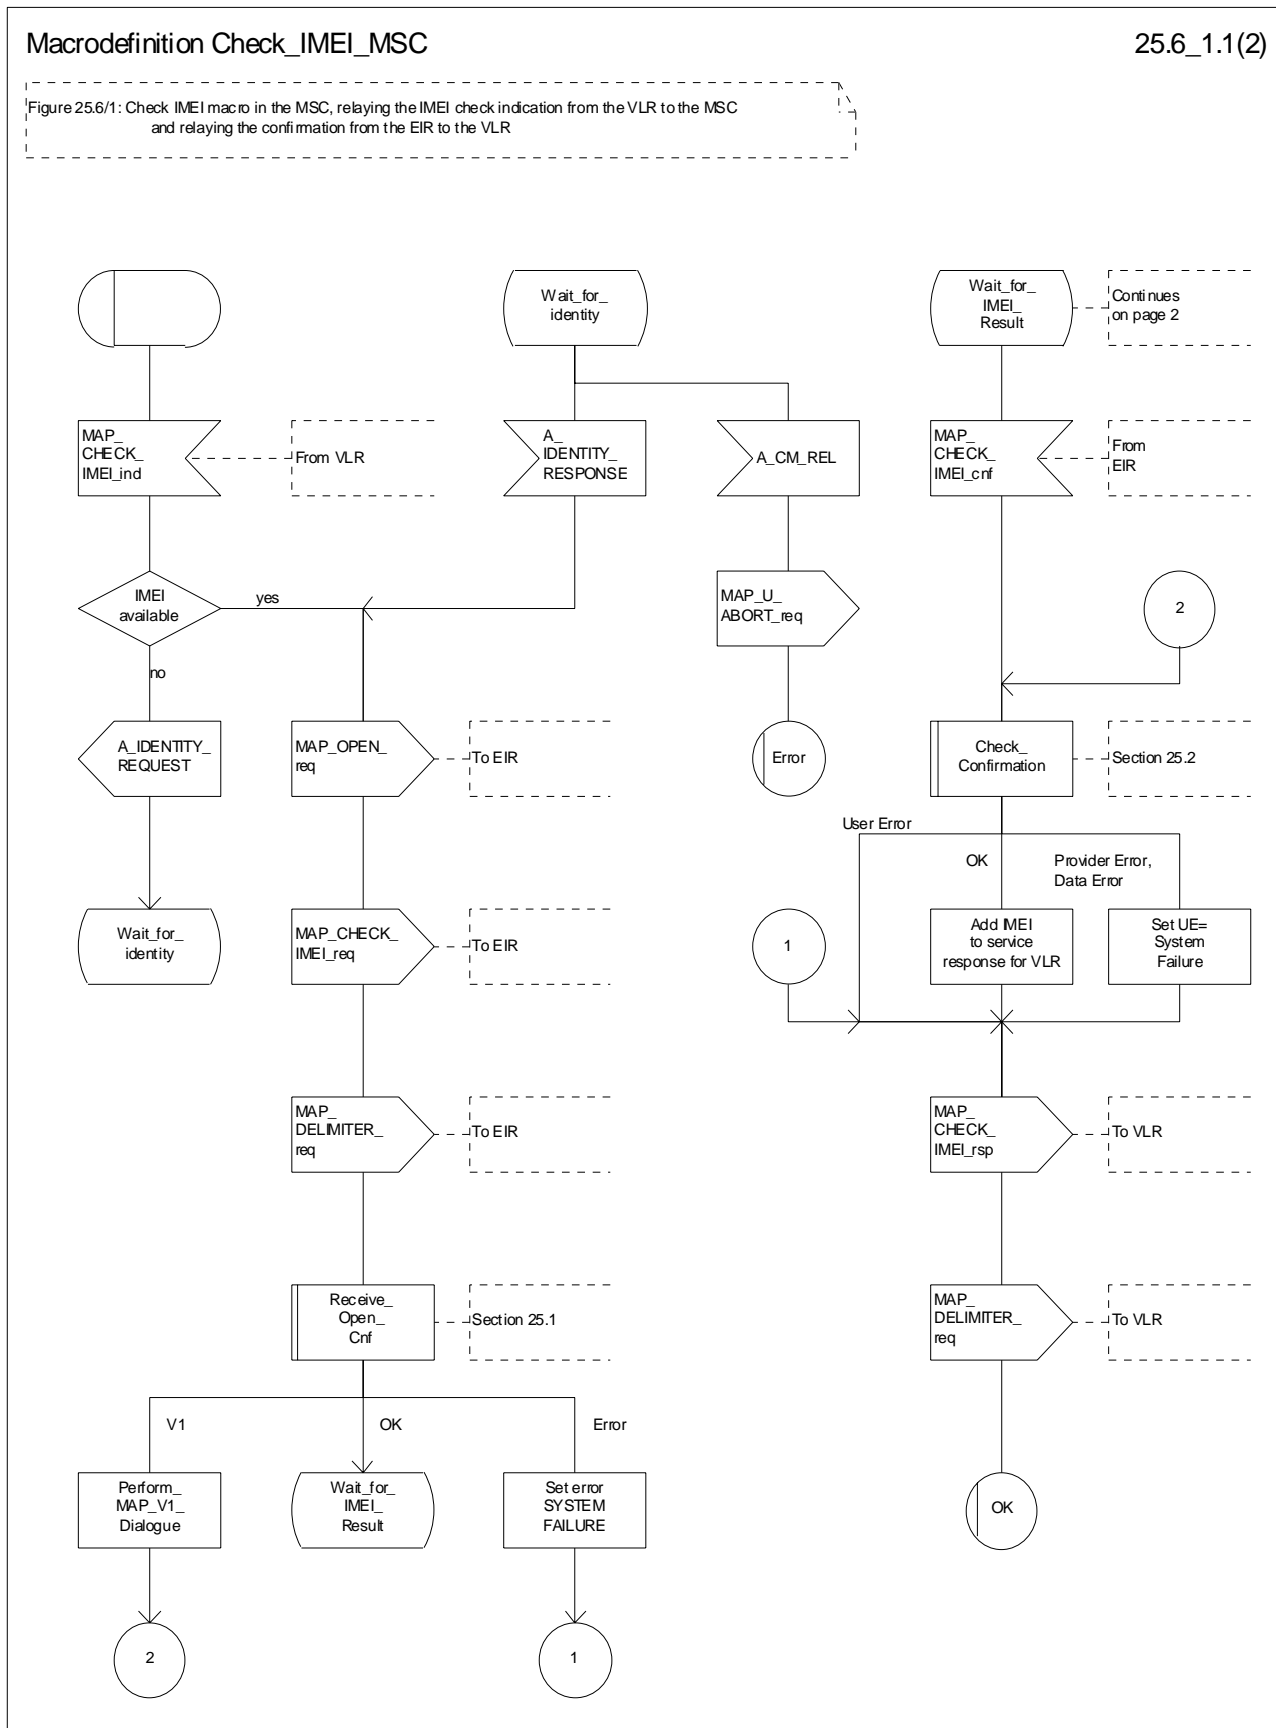 Macrodefinition Check_IMEI_MSC
25.6_1.1(2)
Figure 25.6/1: Check IMEI macro in the MSC, relaying the IMEI check indication from the VLR to the MSC
and relaying the confirmation from the EIR to the VLR
Wait_for_
identity
Wait_for_
IMEI_
Result
Continues
on page 2
MAP_
CHECK_
IMEI_ind
From VLR
A_
IDENTITY_
RESPONSE
A_CM_REL
MAP_
CHECK_
IMEI_cnf
From
EIR
IMEI
available
yes
no
MAP_U_
ABORT_req
2
A_IDENTITY_
REQUEST
MAP_OPEN_
req
To EIR
Error
Check_
Confirmation
Section 25.2
User Error
OK
Provider Error,
Data Error
Wait_for_
identity
MAP_CHECK_
IMEI_req
To EIR
1
Add IMEI
to service
response for VLR
Set UE=
System
Failure
MAP_
DELIMITER_
req
To EIR
MAP_
CHECK_
IMEI_rsp
To VLR
Receive_
Open_
Cnf
Section 25.1
MAP_
DELIMITER_
req
To VLR
V1
OK
Error
Perform_
MAP_V1_
Dialogue
Wait_for_
IMEI_
Result
Set error
SYSTEM
FAILURE
OK
2
1